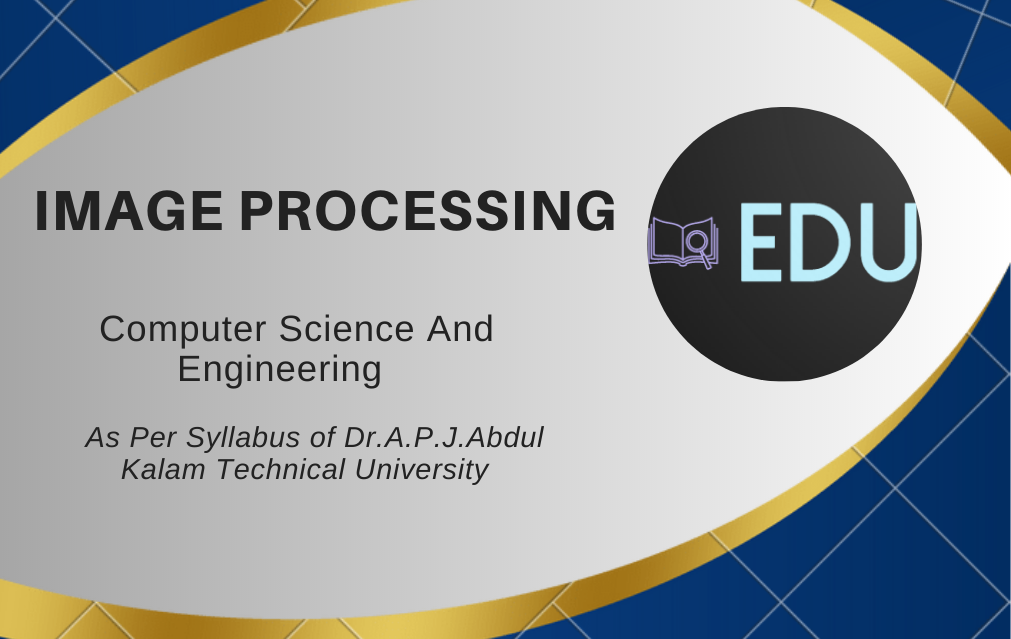 IMAGE PROCESSING
EDU
Computer Science And
Engineering
As Per Syllabus of Dr.A.P.J.Abdul
Kalam Technical University